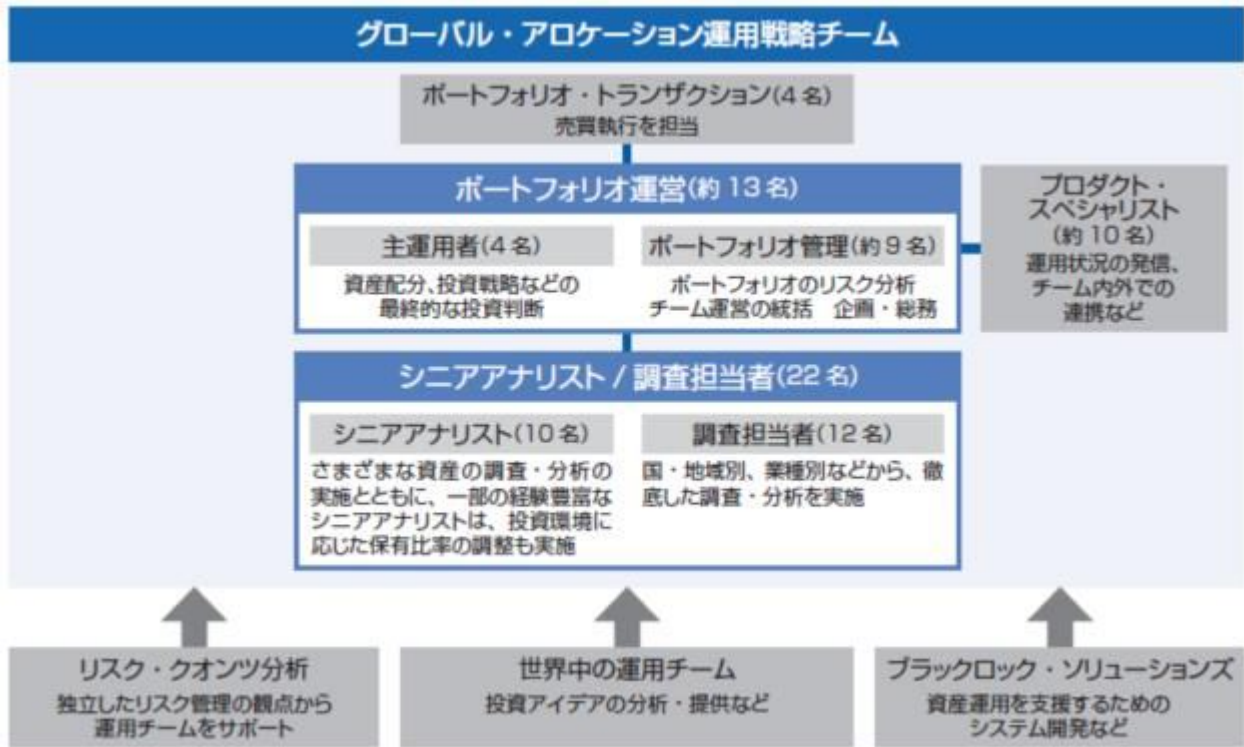 グローバル・アロケーション運用戦略チーム
ポートフォリオ・トランザクション(4名)
売買執行を担当
ポートフォリオ運営(約13名)
主運用者(4名)
資産配分、投資戦略などの
最終的な投資判断
ポートフォリオ管理(約9名)
ポートフォリオのリスク分析
チーム運営の統括　企画・総務
プロダクト・
スペシャリスト
(約10名)
運用状況の発信、
チーム内外での
連携など
シニアアナリスト / 調査担当者(22名)
シニアアナリスト(10名)
さまざまな資産の調査・分析の
実施とともに、一部の経験豊富な
シニアアナリストは、投資環境に
応じた保有比率の調整も実施
調査担当者(12名)
国・地域別、業種別などから、徹
底した調査・分析を実施
リスク・クオンツ分析
独立したリスク管理の観点から
運用チームをサポート
世界中の運用チーム
投資アイデアの分析・提供など
ブラックロック・ソリューションズ
資産運用を支援するための
システム開発など